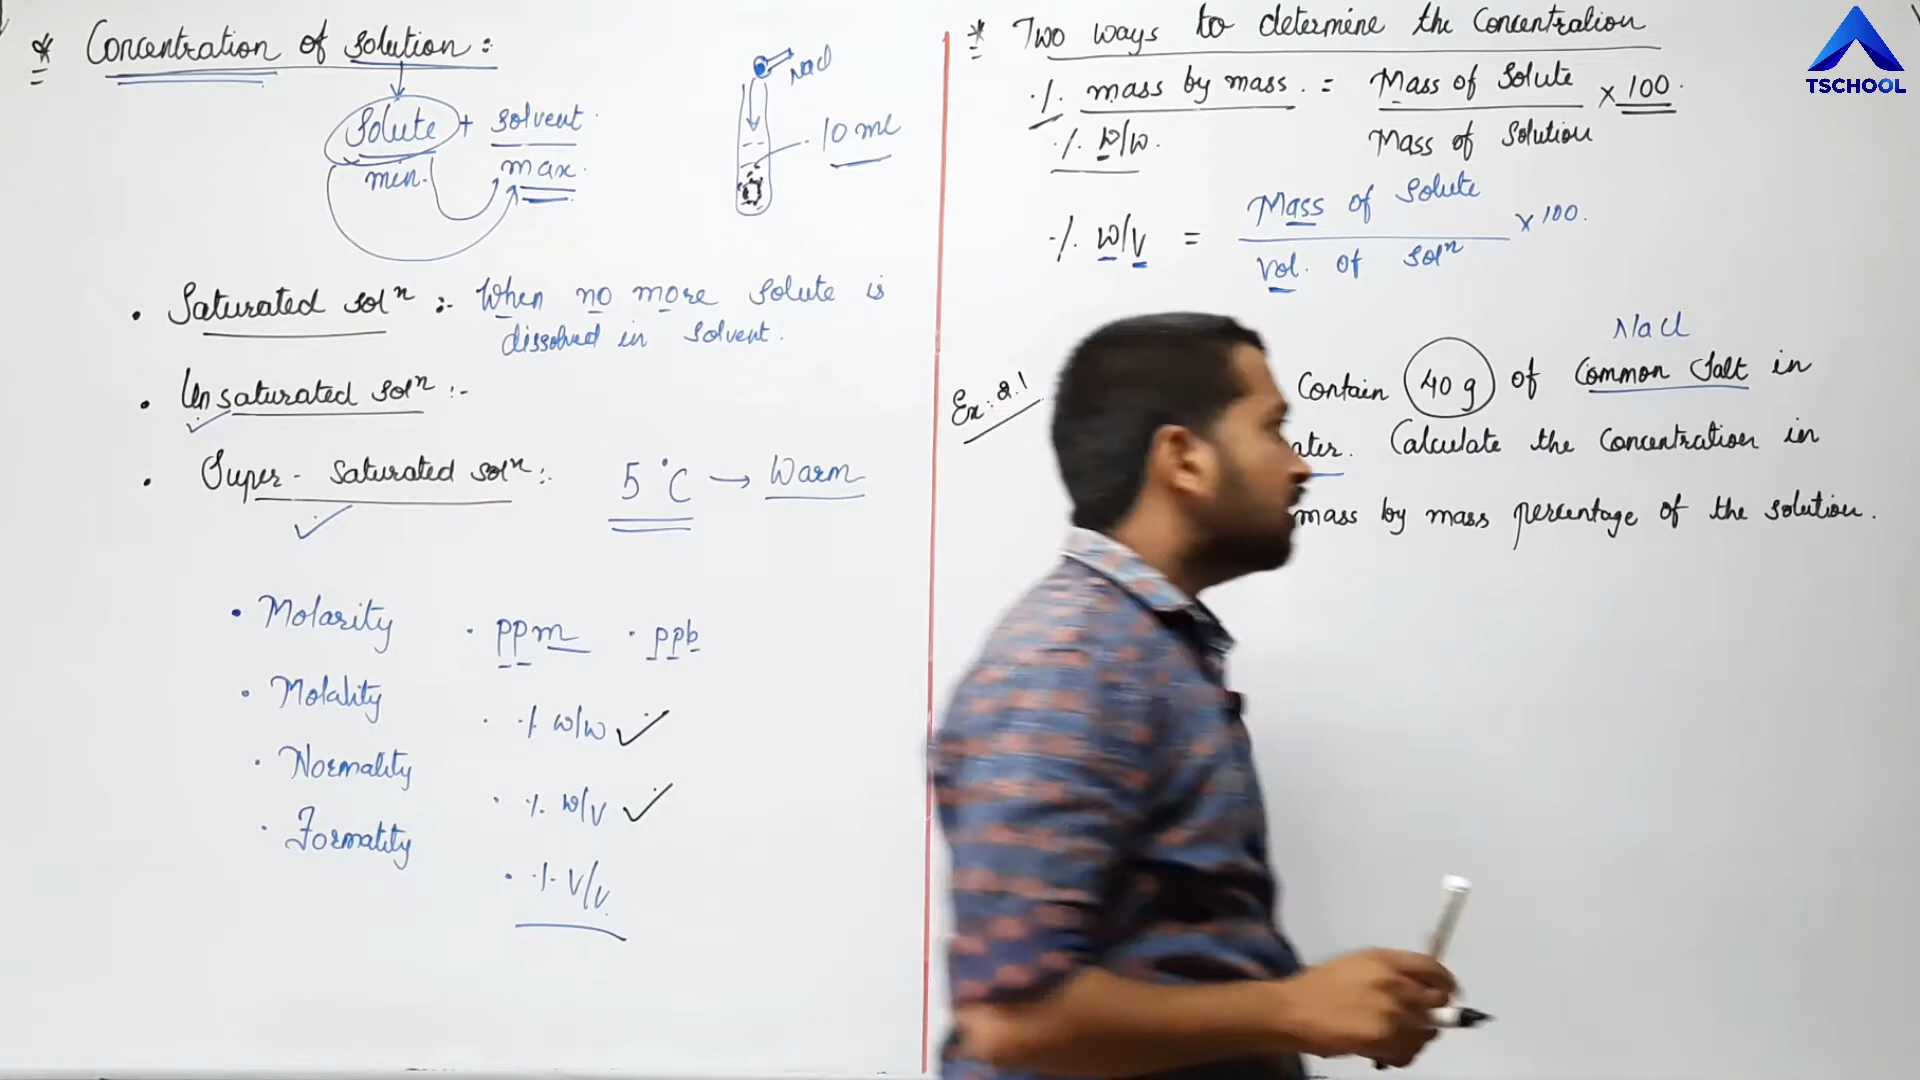 * Concentration of solution :
Solute + solvent
min. max.
NaCl
10 ml
• Saturated solⁿ :- When no more solute is
dissolved in solvent.
• Unsaturated solⁿ :-
• Super-saturated solⁿ :- 5°C → Warm
• Molarity • ppm • ppb
• Molality • % w/w ✓
• Normality • % w/v ✓
• Formality • % v/v
* Two ways to determine the Concentration
% mass by mass = Mass of solute / Mass of solution × 100
% w/w.
% w/v = Mass of solute / Vol. of solⁿ × 100.
NaCl
Ex: 2.1 Contain 40 g of Common Salt in
ater. Calculate the Concentration in
mass by mass percentage of the solution.
TSCHOOL